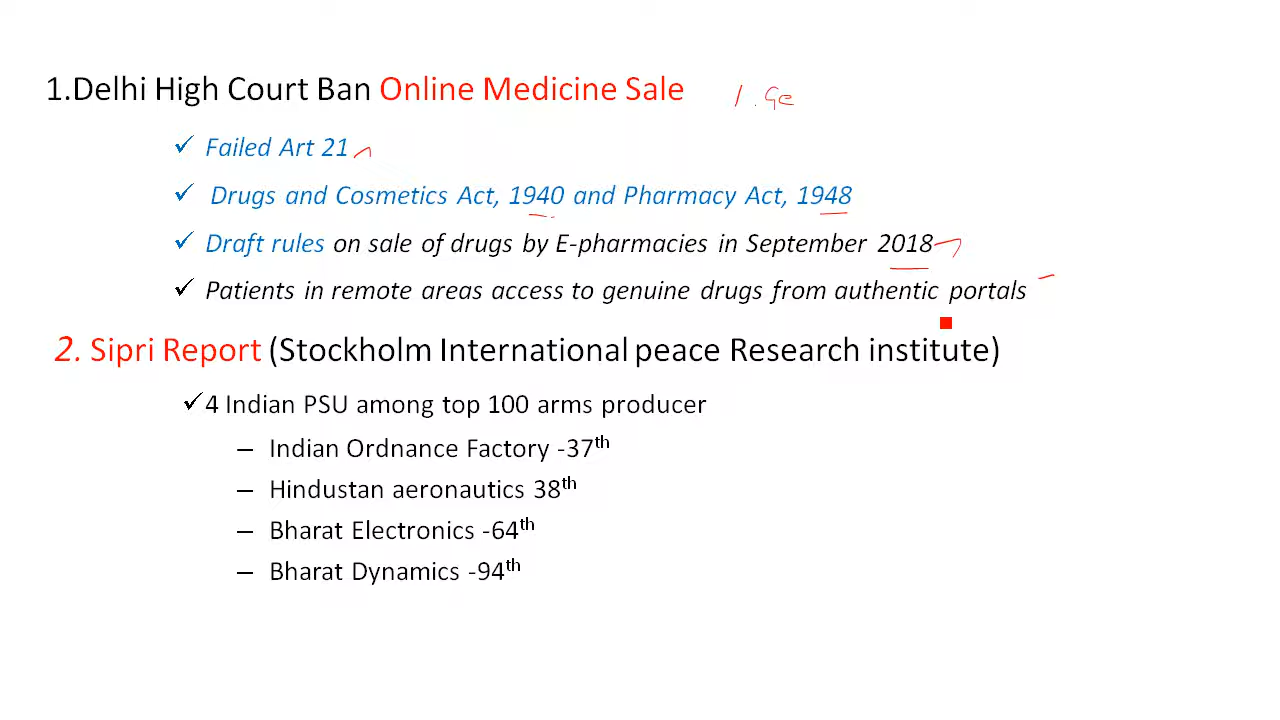 1.Delhi High Court Ban Online Medicine Sale 1. Ge
✓ Failed Art 21
✓ Drugs and Cosmetics Act, 1940 and Pharmacy Act, 1948
✓ Draft rules on sale of drugs by E-pharmacies in September 2018
✓ Patients in remote areas access to genuine drugs from authentic portals
2. Sipri Report (Stockholm International peace Research institute)
✓4 Indian PSU among top 100 arms producer
– Indian Ordnance Factory -37th
– Hindustan aeronautics 38th
– Bharat Electronics -64th
– Bharat Dynamics -94th